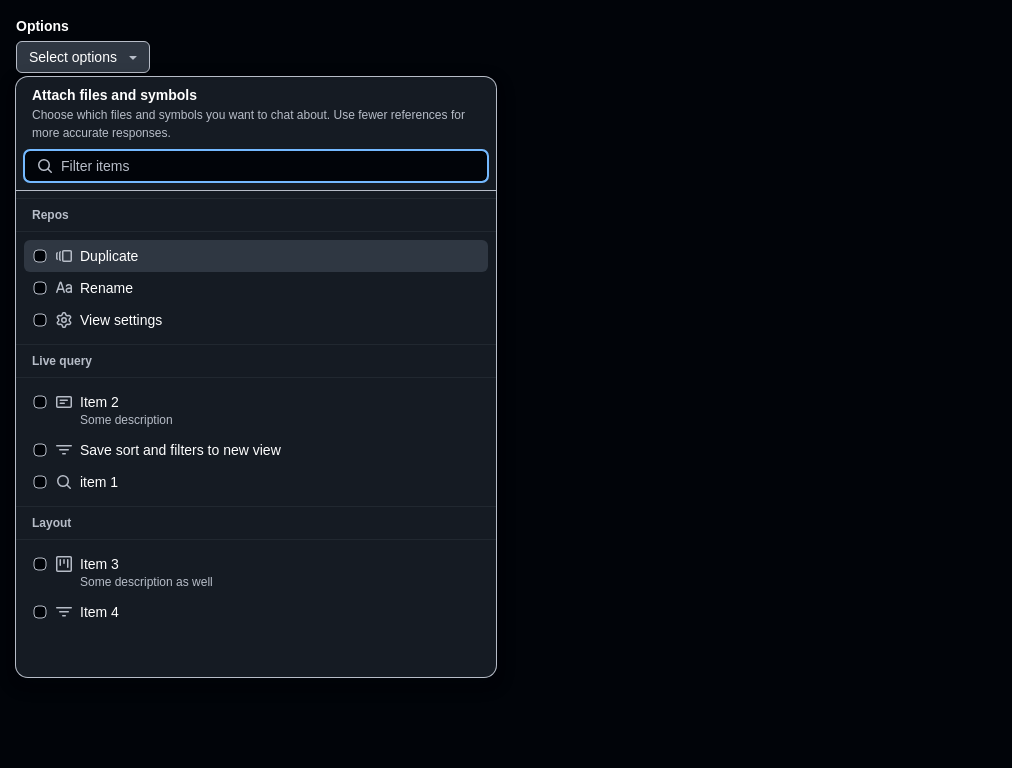 Options
Select options
Attach files and symbols
Choose which files and symbols you want to chat about. Use fewer references for
more accurate responses.
Filter items
Repos
Duplicate
Rename
View settings
Live query
Item 2
Some description
Save sort and filters to new view
item 1
Layout
Item 3
Some description as well
Item 4